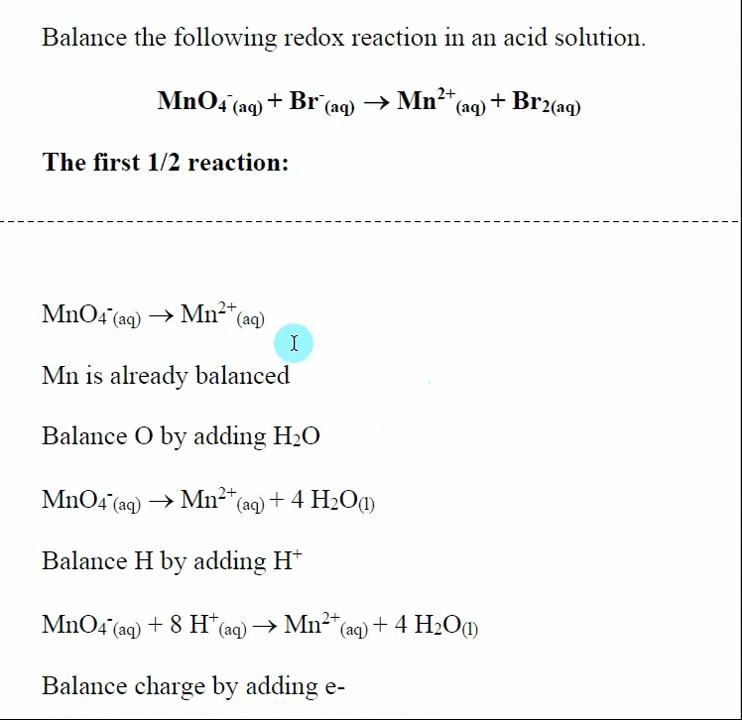 Balance the following redox reaction in an acid solution.
MnO₄⁻(aq) + Br⁻(aq) → Mn²⁺(aq) + Br₂(aq)
The first 1/2 reaction:
MnO₄⁻(aq) → Mn²⁺(aq)
Mn is already balanced
Balance O by adding H₂O
MnO₄⁻(aq) → Mn²⁺(aq) + 4 H₂O(l)
Balance H by adding H⁺
MnO₄⁻(aq) + 8 H⁺(aq) → Mn²⁺(aq) + 4 H₂O(l)
Balance charge by adding e-